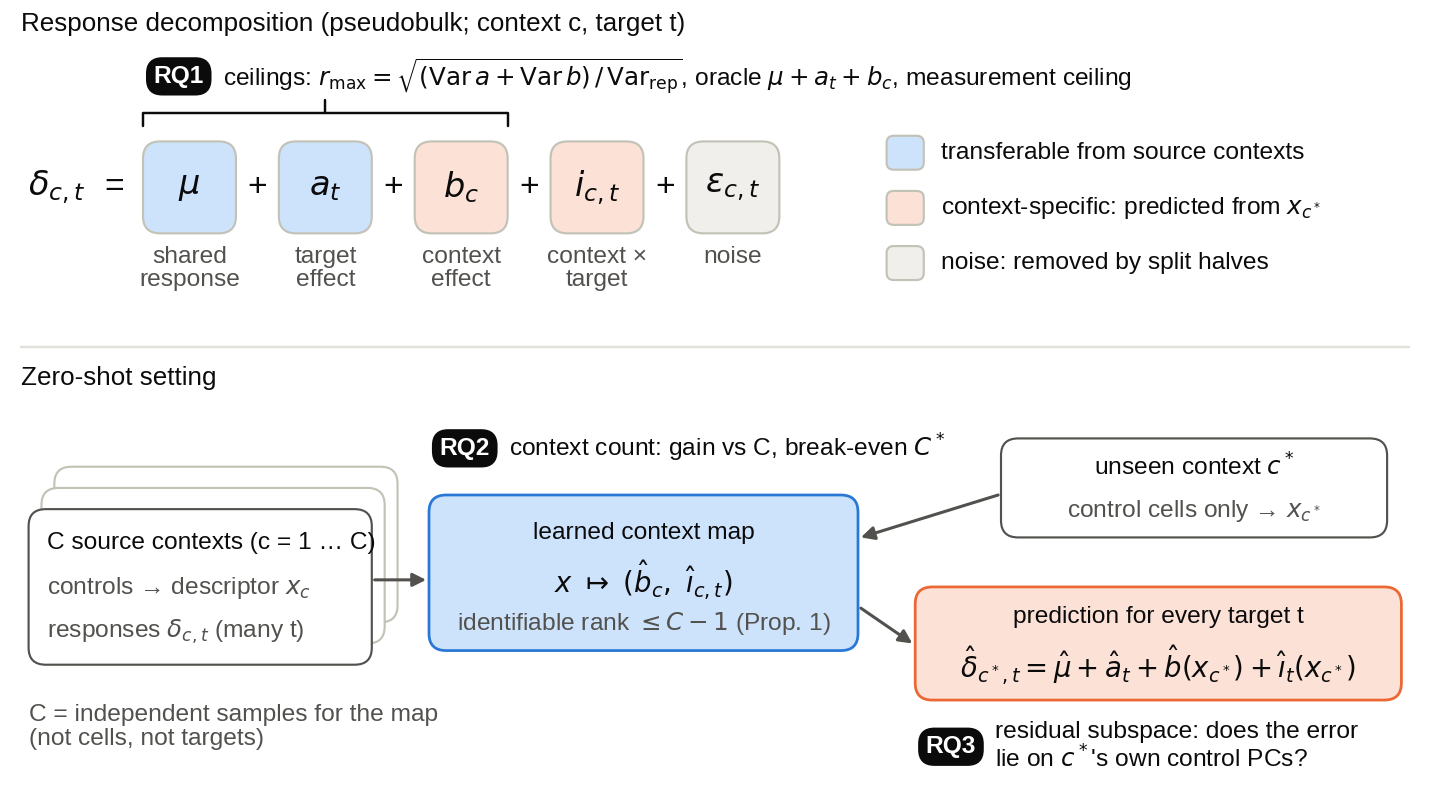 Response decomposition (pseudobulk; context c, target t)
RQ1 ceilings: r_max = √(Var a + Var b) / Var_rep, oracle μ + a_t + b_c, measurement ceiling
δ_c,t = μ + a_t + b_c + i_c,t + ε_c,t
shared response
target effect
context effect
context × target
noise
transferable from source contexts
context-specific: predicted from x_c*
noise: removed by split halves
Zero-shot setting
RQ2 context count: gain vs C, break-even C*
C source contexts (c = 1 … C)
controls → descriptor x_c
responses δ_c,t (many t)
learned context map
x ↦ (b̂_c, î_c,t)
identifiable rank ≤ C − 1 (Prop. 1)
unseen context c*
control cells only → x_c*
prediction for every target t
δ̂_c*,t = μ̂ + â_t + b̂(x_c*) + î_t(x_c*)
C = independent samples for the map
(not cells, not targets)
RQ3 residual subspace: does the error
lie on c*'s own control PCs?